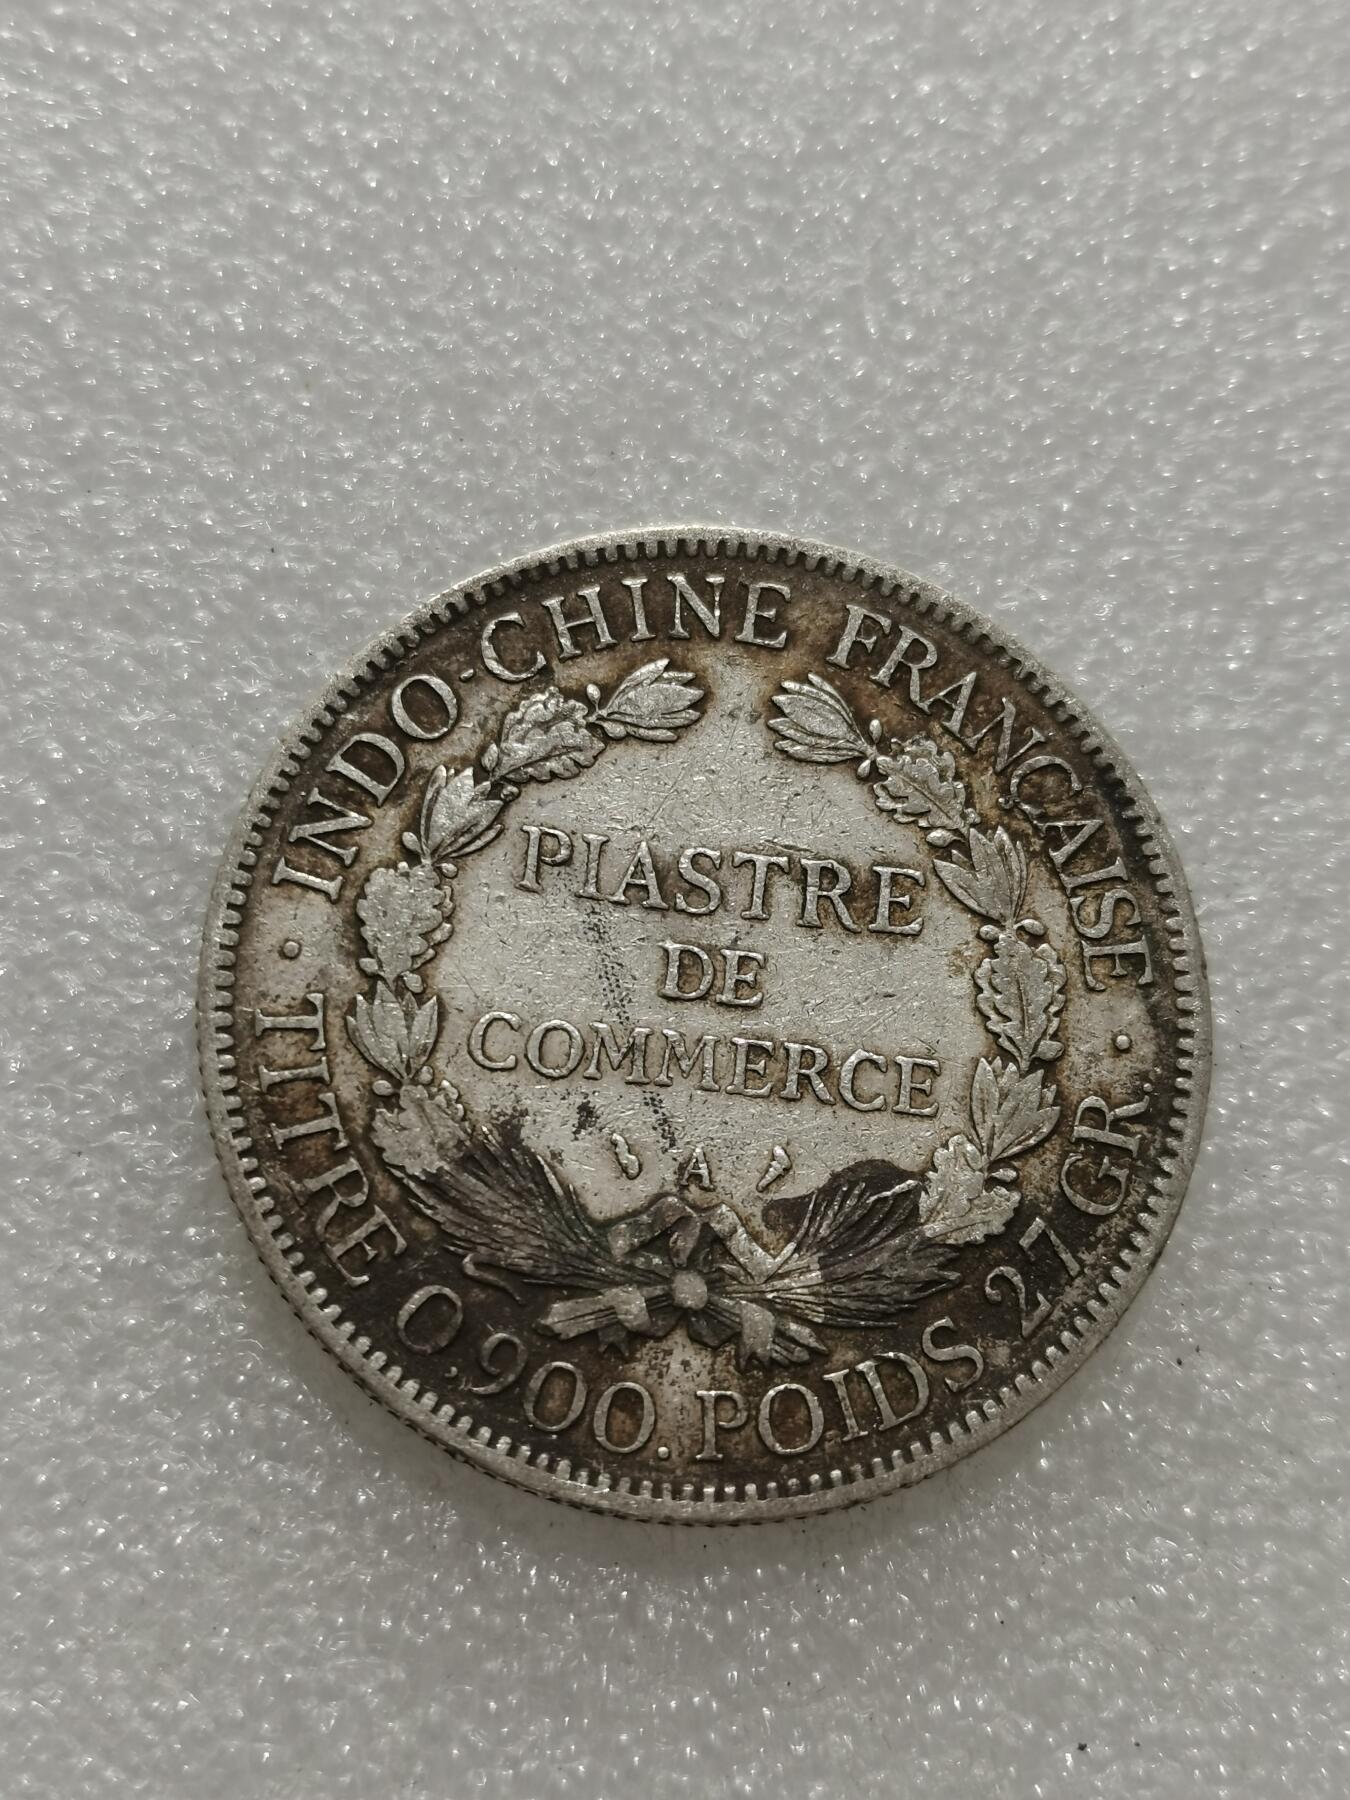 INDO-CHINE FRANÇAISE
PIASTRE
DE
COMMERCE
A
TITRE 0,900. POIDS 27 GR.